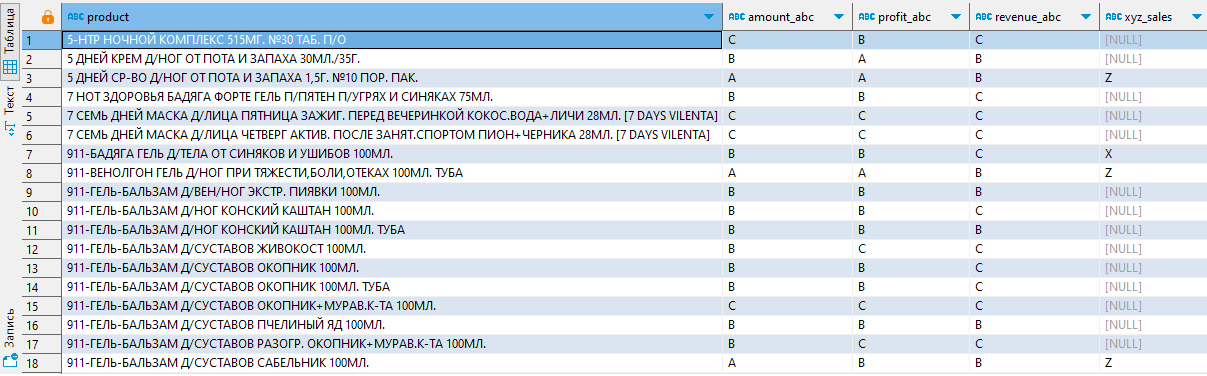 Таблица
Текст
Запись
ABC product ABC amount_abc ABC profit_abc ABC revenue_abc ABC xyz_sales
1 5-HTP НОЧНОЙ КОМПЛЕКС 515МГ. №30 ТАБ. П/О C B C [NULL]
2 5 ДНЕЙ КРЕМ Д/НОГ ОТ ПОТА И ЗАПАХА 30МЛ./35Г. B A B [NULL]
3 5 ДНЕЙ СР-ВО Д/НОГ ОТ ПОТА И ЗАПАХА 1,5Г. №10 ПОР. ПАК. A A B Z
4 7 НОТ ЗДОРОВЬЯ БАДЯГА ФОРТЕ ГЕЛЬ П/ПЯТЕН П/УГРЯХ И СИНЯКАХ 75МЛ. B B C [NULL]
5 7 СЕМЬ ДНЕЙ МАСКА Д/ЛИЦА ПЯТНИЦА ЗАЖИГ. ПЕРЕД ВЕЧЕРИНКОЙ КОКОС.ВОДА+ЛИЧИ 28МЛ. [7 DAYS VILENTA] C C C [NULL]
6 7 СЕМЬ ДНЕЙ МАСКА Д/ЛИЦА ЧЕТВЕРГ АКТИВ. ПОСЛЕ ЗАНЯТ.СПОРТОМ ПИОН+ЧЕРНИКА 28МЛ. [7 DAYS VILENTA] C C C [NULL]
7 911-БАДЯГА ГЕЛЬ Д/ТЕЛА ОТ СИНЯКОВ И УШИБОВ 100МЛ. B B C X
8 911-ВЕНОЛГОН ГЕЛЬ Д/НОГ ПРИ ТЯЖЕСТИ,БОЛИ,ОТЕКАХ 100МЛ. ТУБА A A B Z
9 911-ГЕЛЬ-БАЛЬЗАМ Д/ВЕН/НОГ ЭКСТР. ПИЯВКИ 100МЛ. B B B [NULL]
10 911-ГЕЛЬ-БАЛЬЗАМ Д/НОГ КОНСКИЙ КАШТАН 100МЛ. B B C [NULL]
11 911-ГЕЛЬ-БАЛЬЗАМ Д/НОГ КОНСКИЙ КАШТАН 100МЛ. ТУБА B B B [NULL]
12 911-ГЕЛЬ-БАЛЬЗАМ Д/СУСТАВОВ ЖИВОКОСТ 100МЛ. B C C [NULL]
13 911-ГЕЛЬ-БАЛЬЗАМ Д/СУСТАВОВ ОКОПНИК 100МЛ. B B C [NULL]
14 911-ГЕЛЬ-БАЛЬЗАМ Д/СУСТАВОВ ОКОПНИК 100МЛ. ТУБА B B C [NULL]
15 911-ГЕЛЬ-БАЛЬЗАМ Д/СУСТАВОВ ОКОПНИК+МУРАВ.К-ТА 100МЛ. C C C [NULL]
16 911-ГЕЛЬ-БАЛЬЗАМ Д/СУСТАВОВ ПЧЕЛИНЫЙ ЯД 100МЛ. B B B [NULL]
17 911-ГЕЛЬ-БАЛЬЗАМ Д/СУСТАВОВ РАЗОГР. ОКОПНИК+МУРАВ.К-ТА 100МЛ. B C C [NULL]
18 911-ГЕЛЬ-БАЛЬЗАМ Д/СУСТАВОВ САБЕЛЬНИК 100МЛ. A B B Z